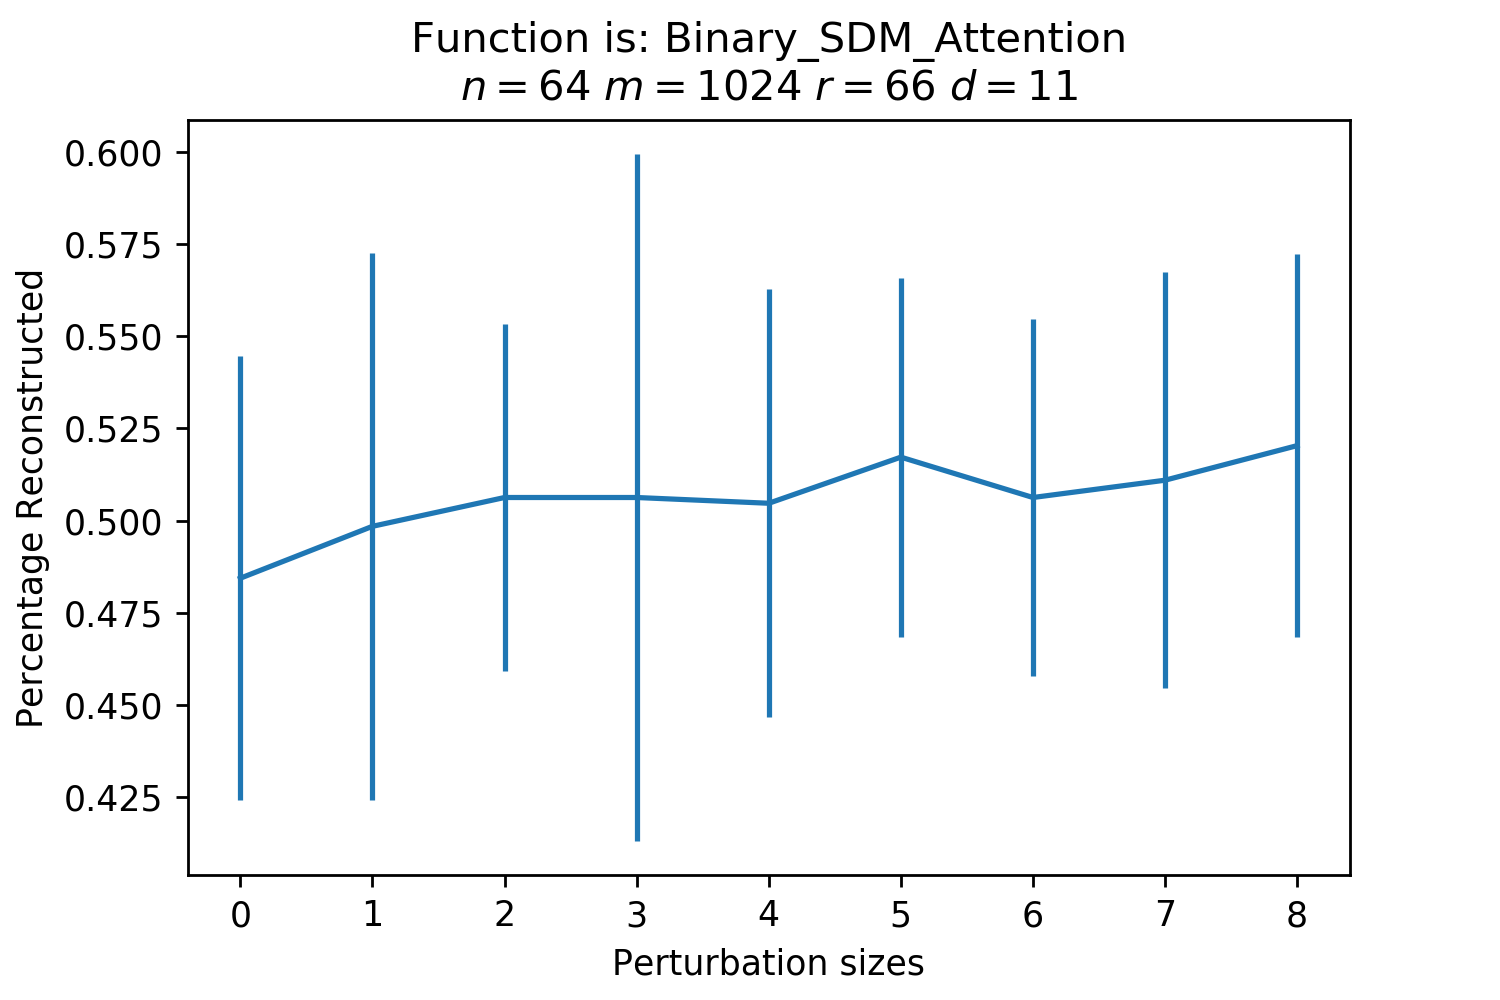 Function is: Binary_SDM_Attention
n = 64 m = 1024 r = 66 d = 11
Percentage Reconstructed
0.600
0.575
0.550
0.525
0.500
0.475
0.450
0.425
0 1 2 3 4 5 6 7 8
Perturbation sizes